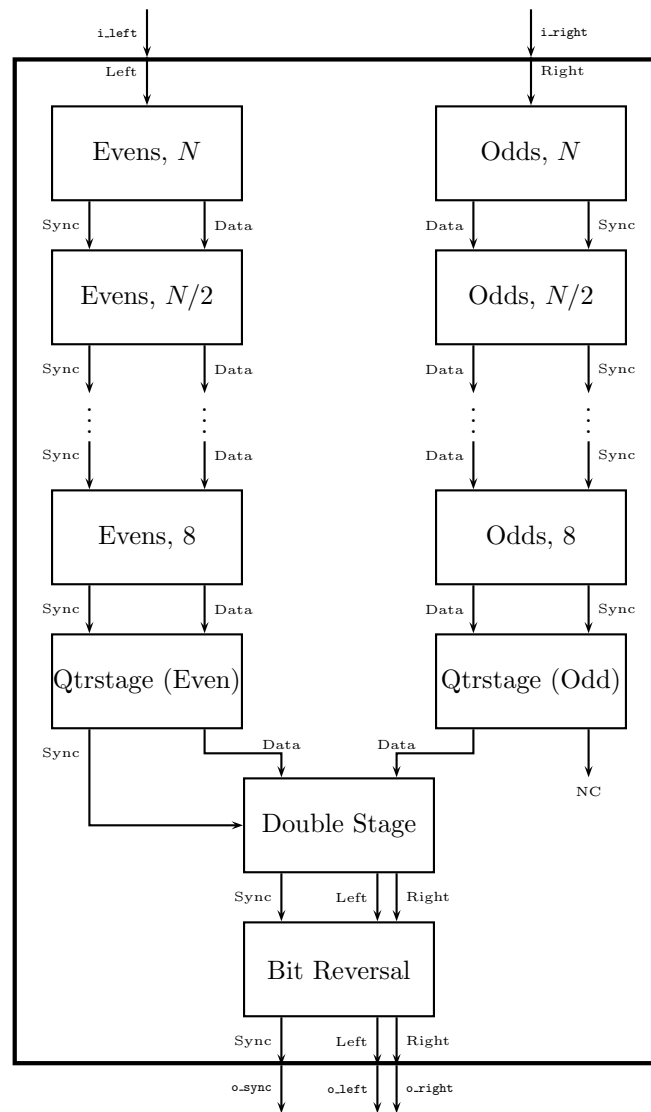 i_left i_right
Left Right
Evens, N Odds, N
Sync Data Data Sync
Evens, N/2 Odds, N/2
Sync Data Data Sync
Sync Data Data Sync
Evens, 8 Odds, 8
Sync Data Data Sync
Qtrstage (Even) Qtrstage (Odd)
Sync Data Data
NC
Double Stage
Sync Left Right
Bit Reversal
Sync Left Right
o_sync o_left o_right